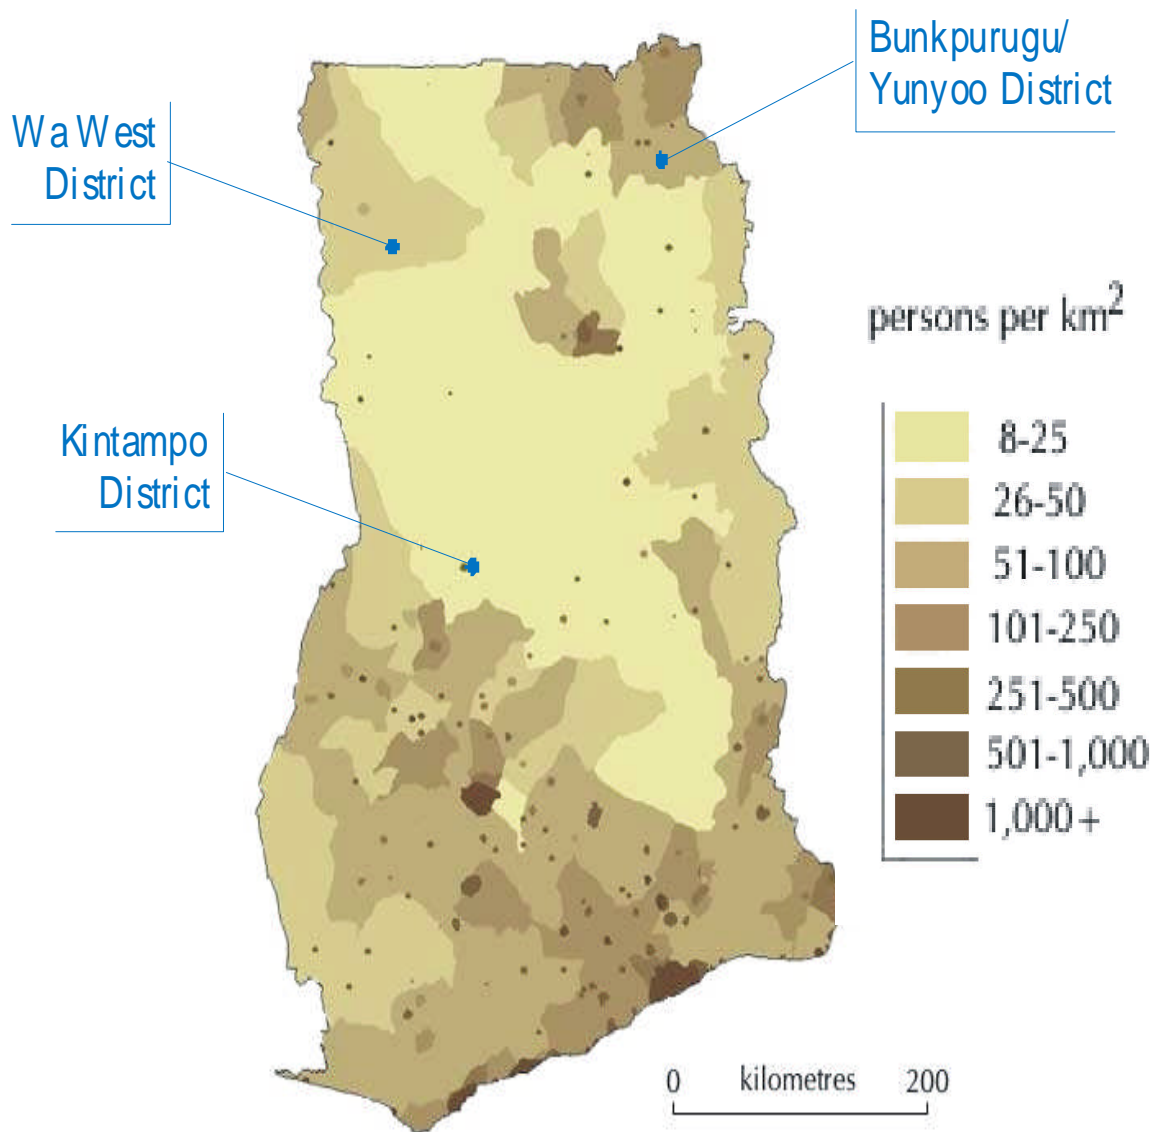 Bunkpurugu/
Yunyoo District
Wa West
District
persons per km²
Kintampo
District
8-25
26-50
51-100
101-250
251-500
501-1,000
1,000+
0 kilometres 200